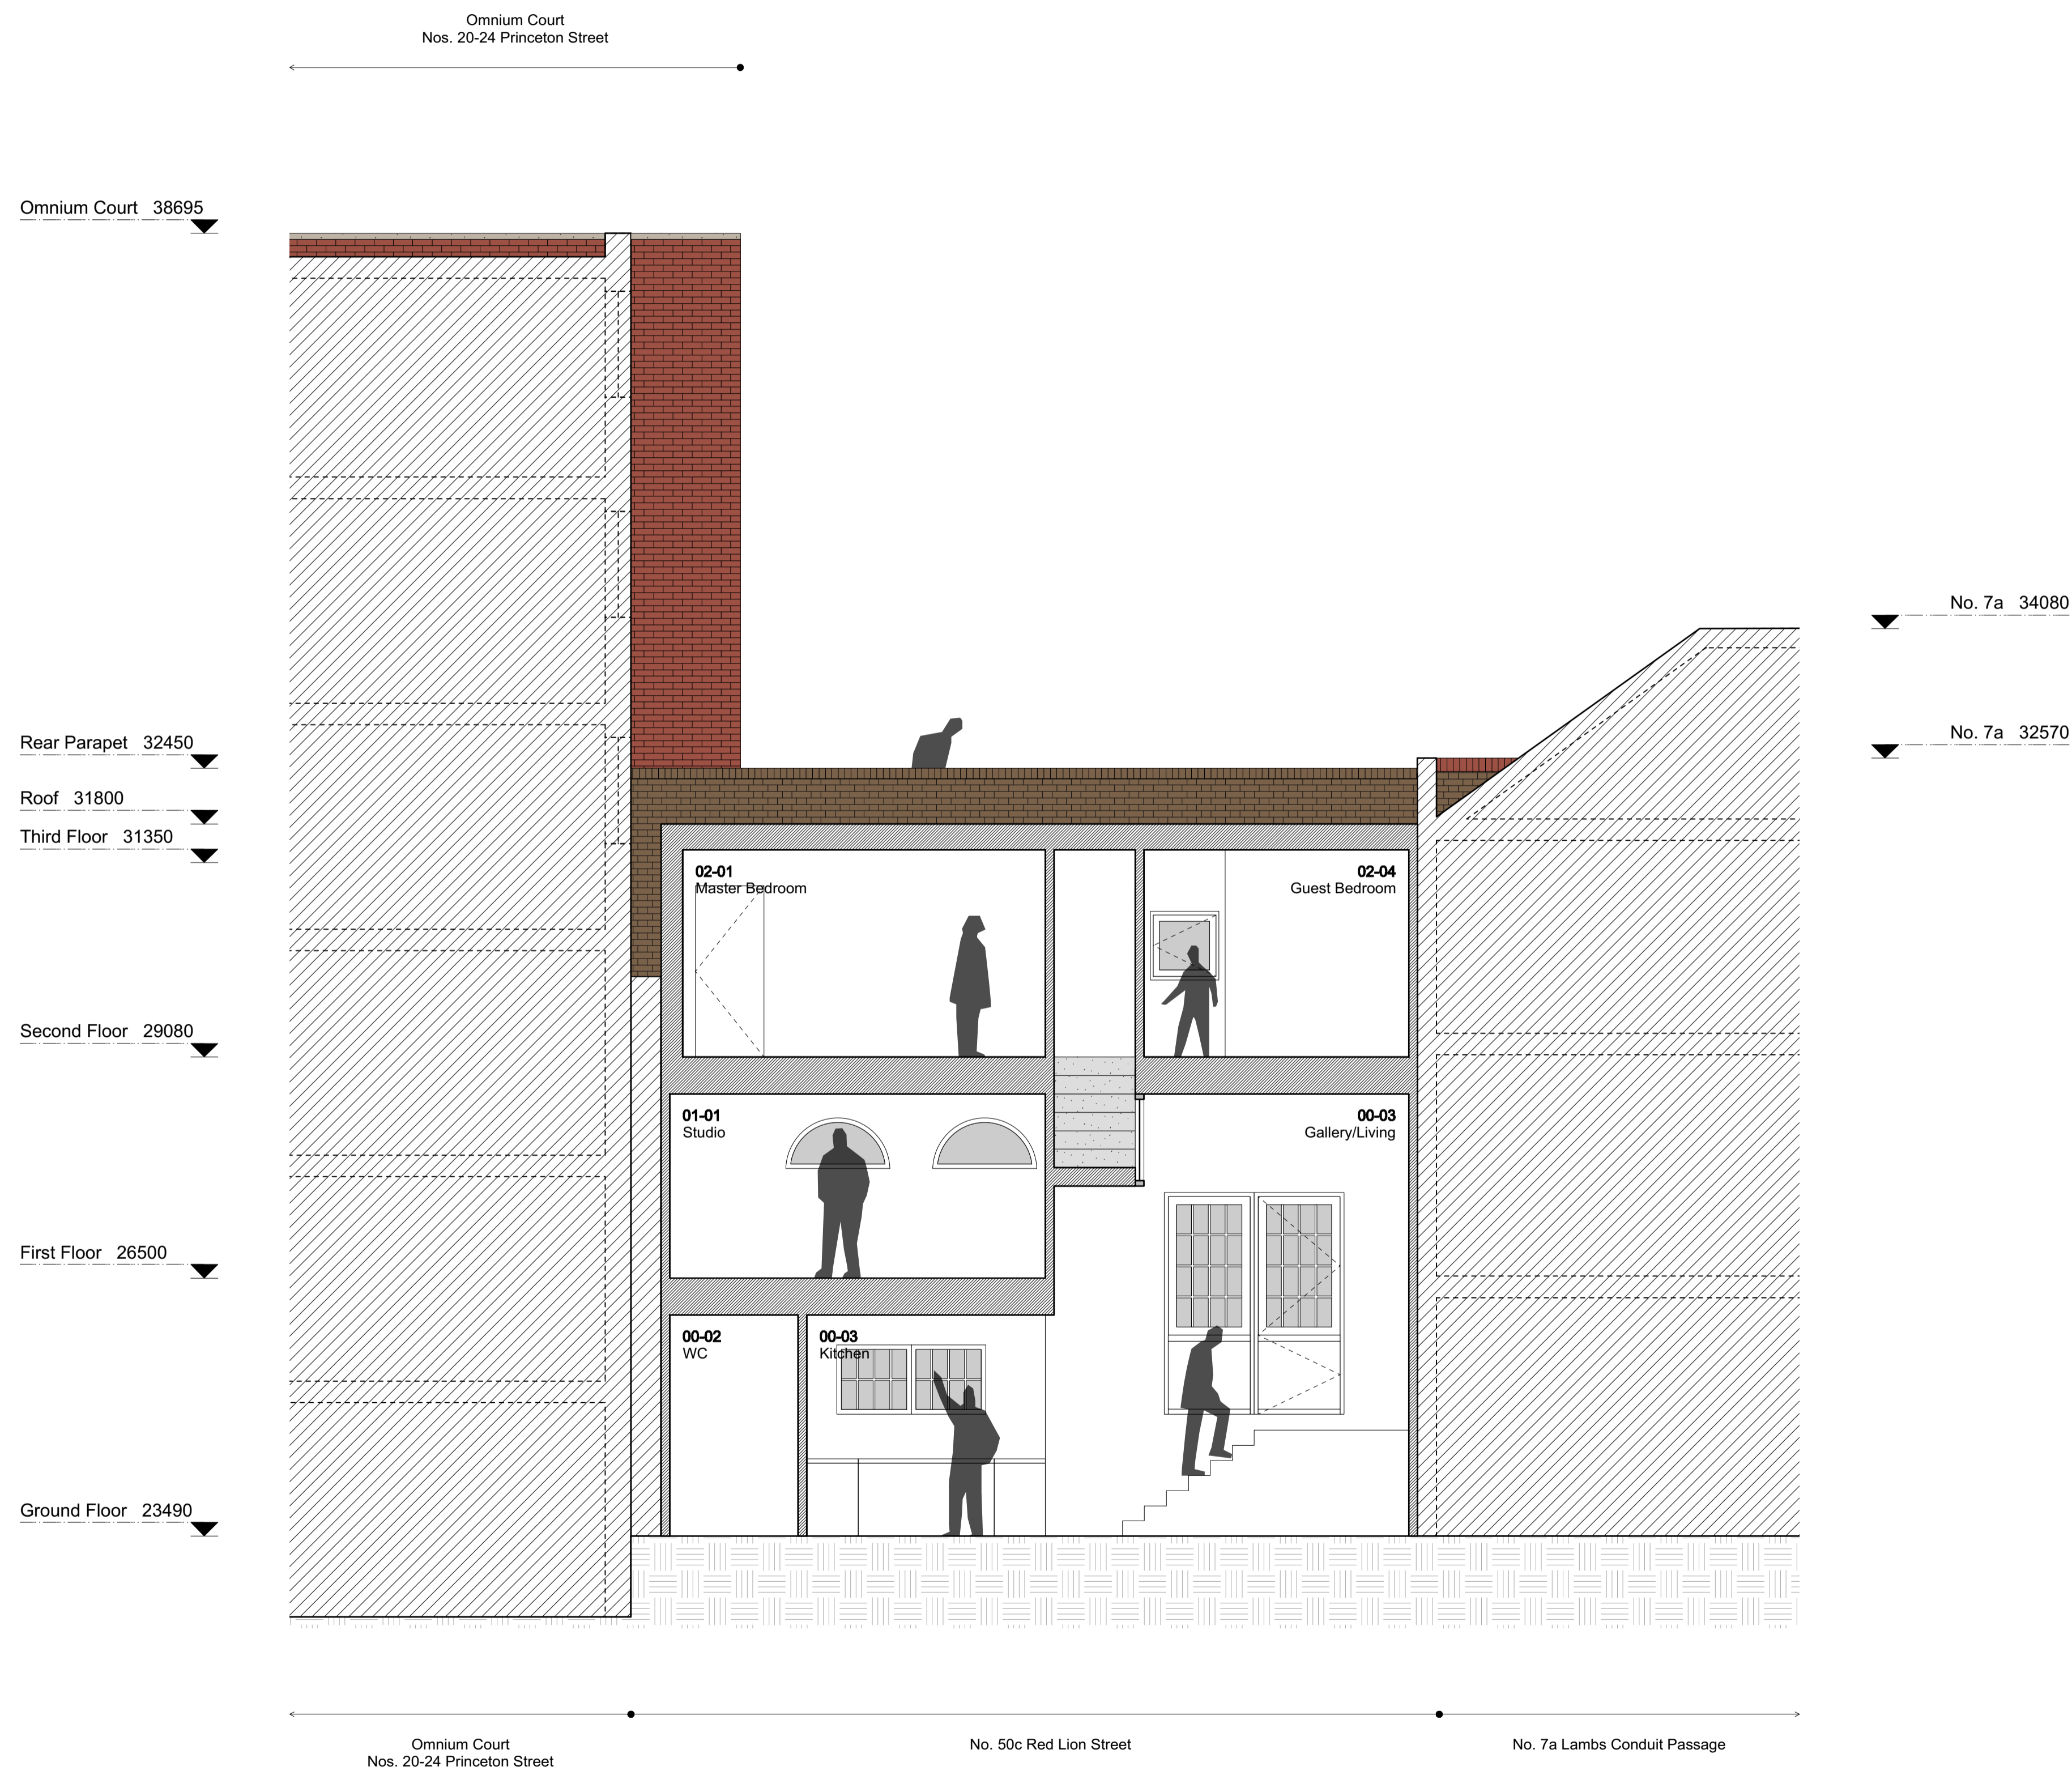 Omnium Court
Nos. 20-24 Princeton Street
Omnium Court 38695
No. 7a 34080
No. 7a 32570
Rear Parapet 32450
Roof 31800
Third Floor 31350
02-01
Master Bedroom
02-04
Guest Bedroom
Second Floor 29080
01-01
Studio
00-03
Gallery/Living
First Floor 26500
00-02
WC
00-03
Kitchen
Ground Floor 23490
Omnium Court
Nos. 20-24 Princeton Street
No. 50c Red Lion Street
No. 7a Lambs Conduit Passage